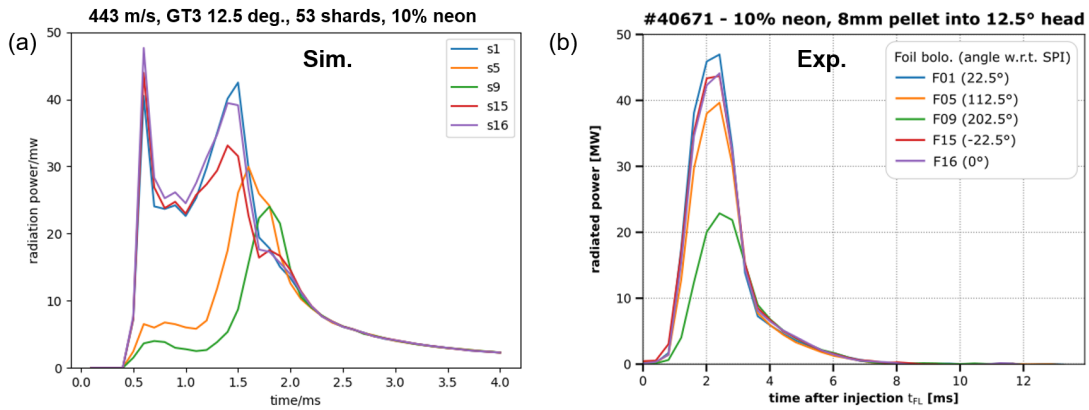 443 m/s, GT3 12.5 deg., 53 shards, 10% neon
(a)
Sim.
s1
s5
s9
s15
s16
radiation power/mw
50
40
30
20
10
0
0.0 0.5 1.0 1.5 2.0 2.5 3.0 3.5 4.0
time/ms
#40671 - 10% neon, 8mm pellet into 12.5° head
(b)
Exp.
Foil bolo. (angle w.r.t. SPI)
F01 (22.5°)
F05 (112.5°)
F09 (202.5°)
F15 (-22.5°)
F16 (0°)
radiated power [MW]
50
40
30
20
10
0
0 2 4 6 8 10 12
time after injection tFL [ms]